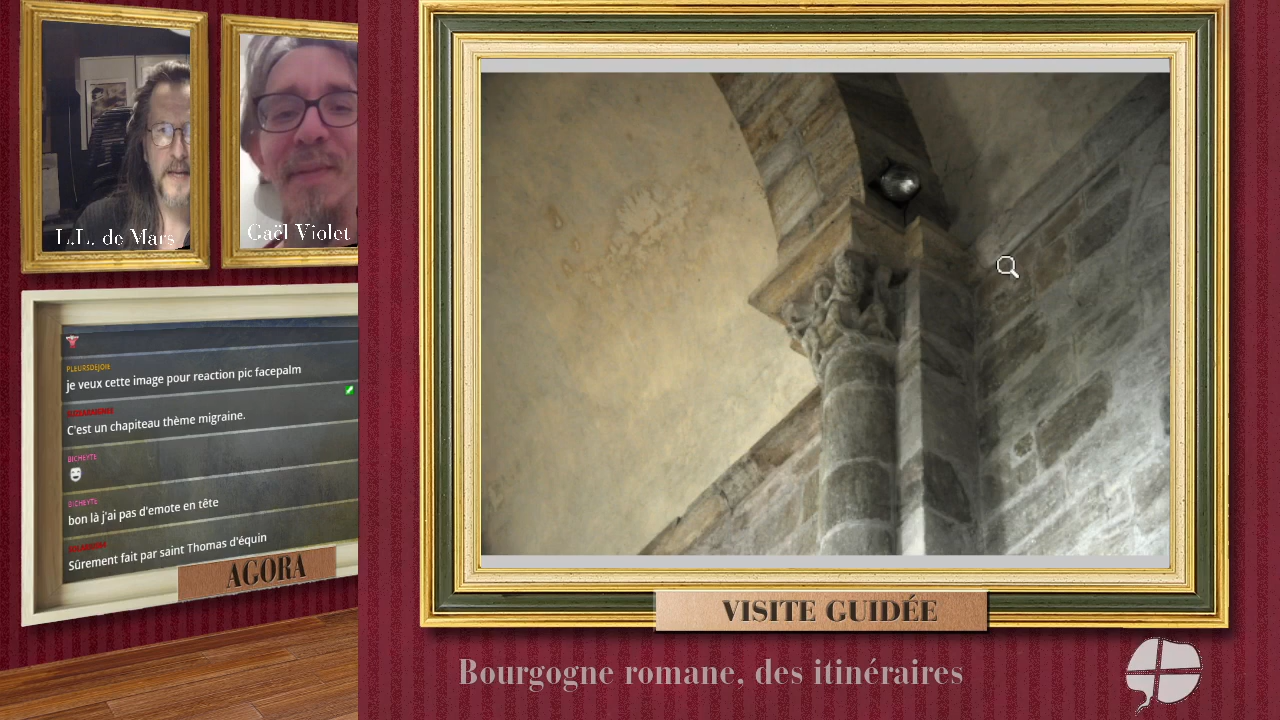 L.L. de Mars
Gaël Violet
PLEURSDEJOIE
je veux cette image pour reaction pic facepalm
C'est un chapiteau thème migraine.
BICHEYTE
BICHEYTE
bon là j'ai pas d'emote en tête
Sûrement fait par saint Thomas d'équin
AGORA
VISITE GUIDÉE
Bourgogne romane, des itinéraires